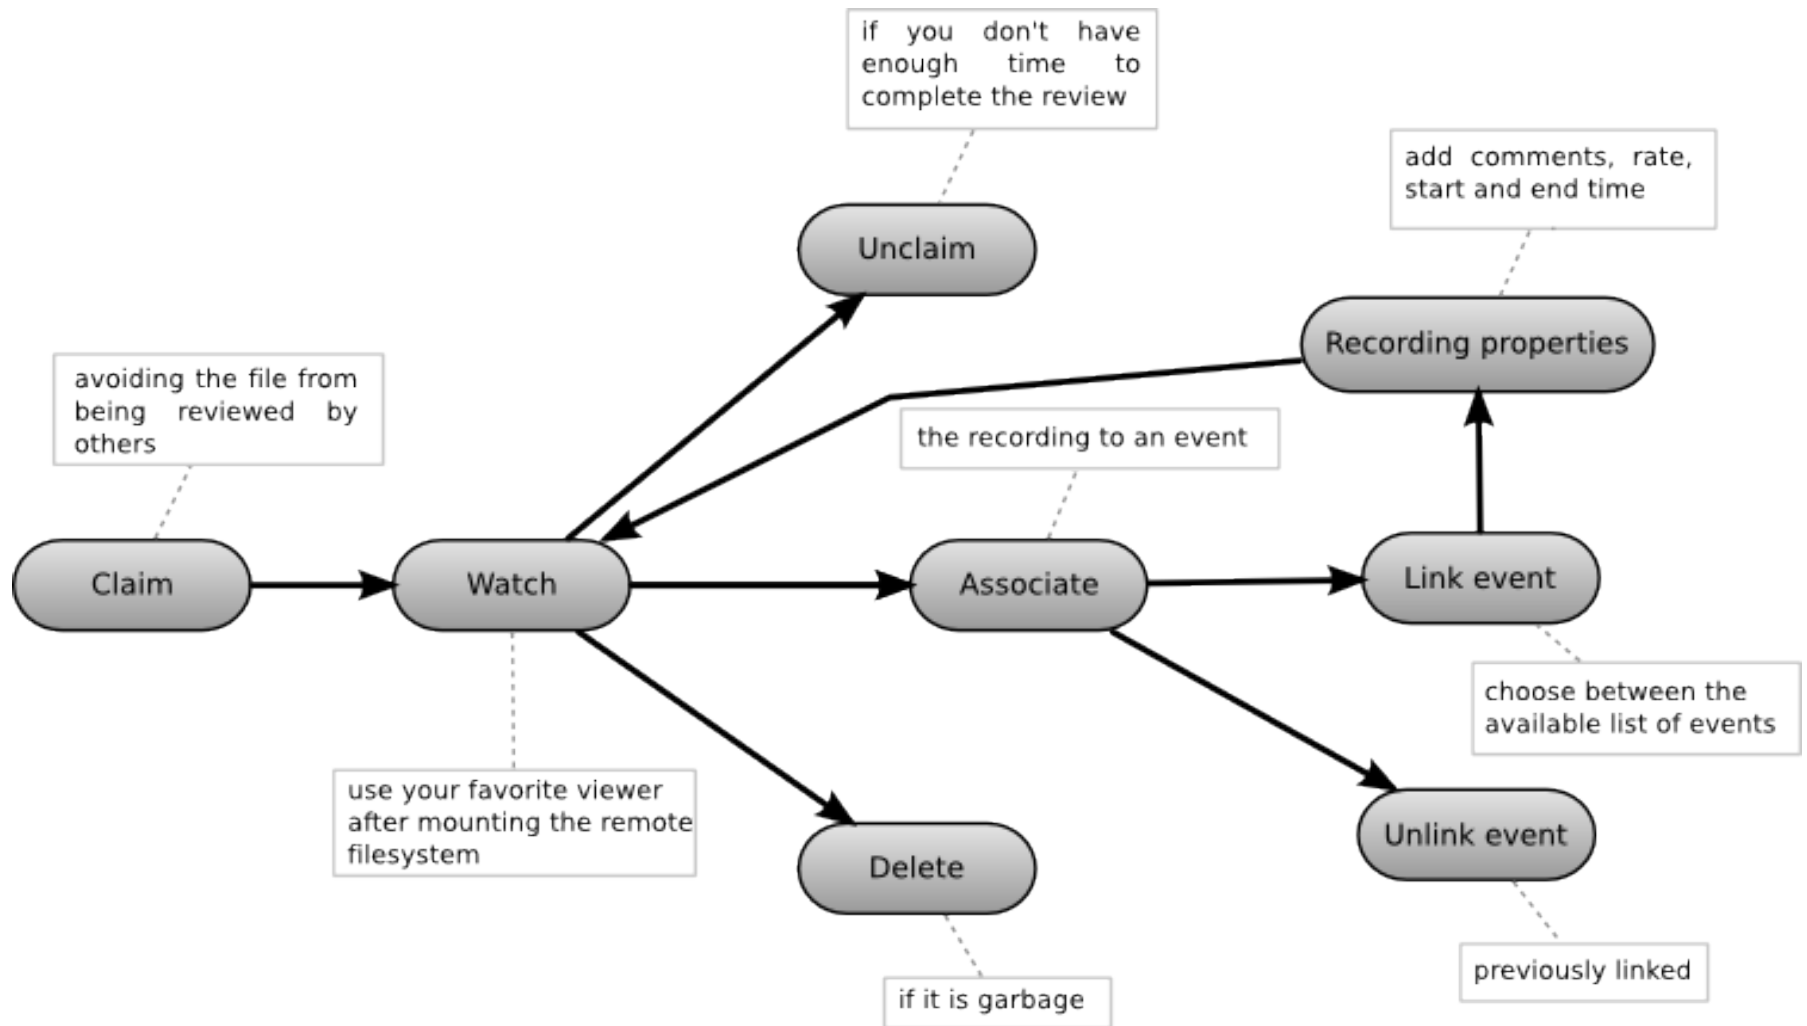 if you don't have
enough time to
complete the review
add comments, rate,
start and end time
Unclaim
Recording properties
avoiding the file from
being reviewed by
others
the recording to an event
Claim
Watch
Associate
Link event
choose between the
available list of events
use your favorite viewer
after mounting the remote
filesystem
Delete
Unlink event
if it is garbage
previously linked